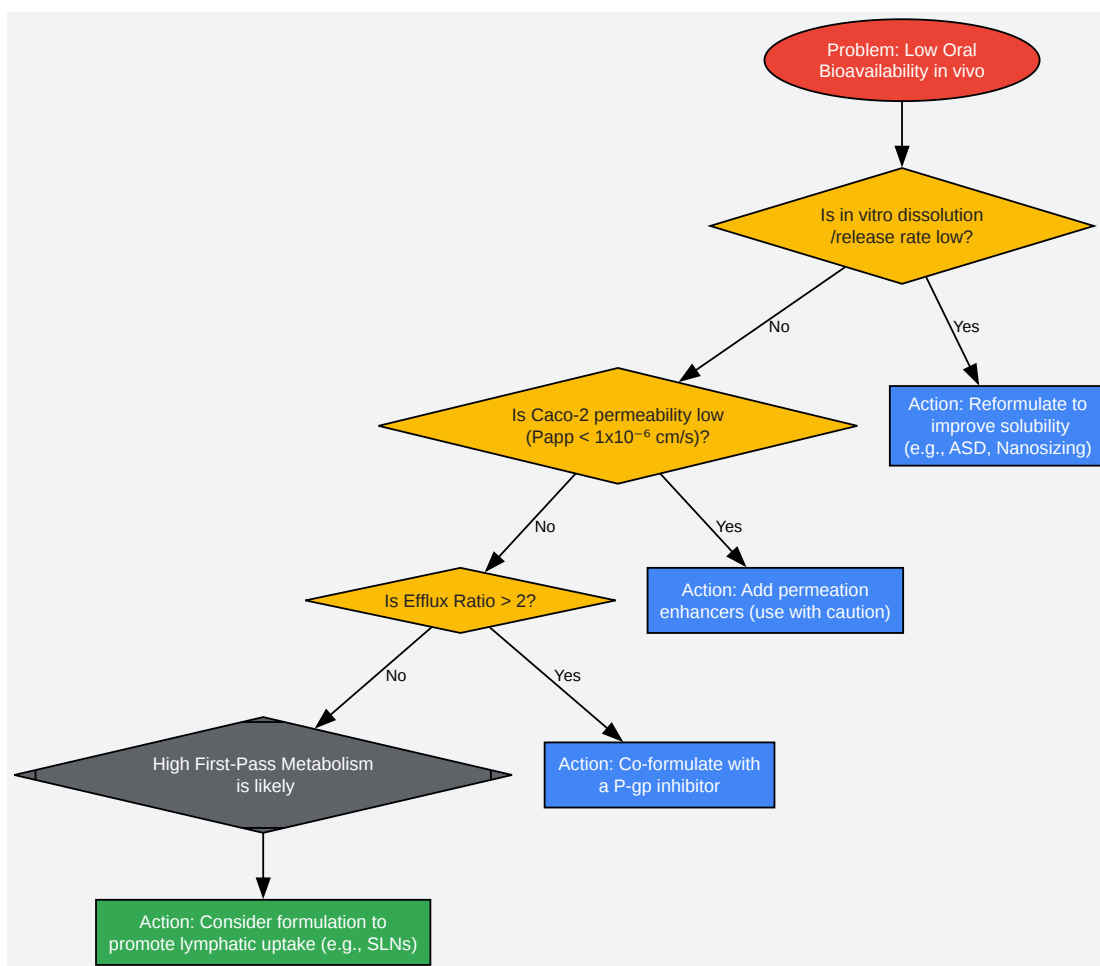 Problem: Low Oral
Bioavailability in vivo
Is in vitro dissolution
/release rate low?
No
Yes
Is Caco-2 permeability low
(Papp < 1x10⁻⁶ cm/s)?
Action: Reformulate to
improve solubility
(e.g., ASD, Nanosizing)
No
Yes
Is Efflux Ratio > 2?
Action: Add permeation
enhancers (use with caution)
No
Yes
High First-Pass Metabolism
is likely
Action: Co-formulate with
a P-gp inhibitor
Action: Consider formulation to
promote lymphatic uptake (e.g., SLNs)